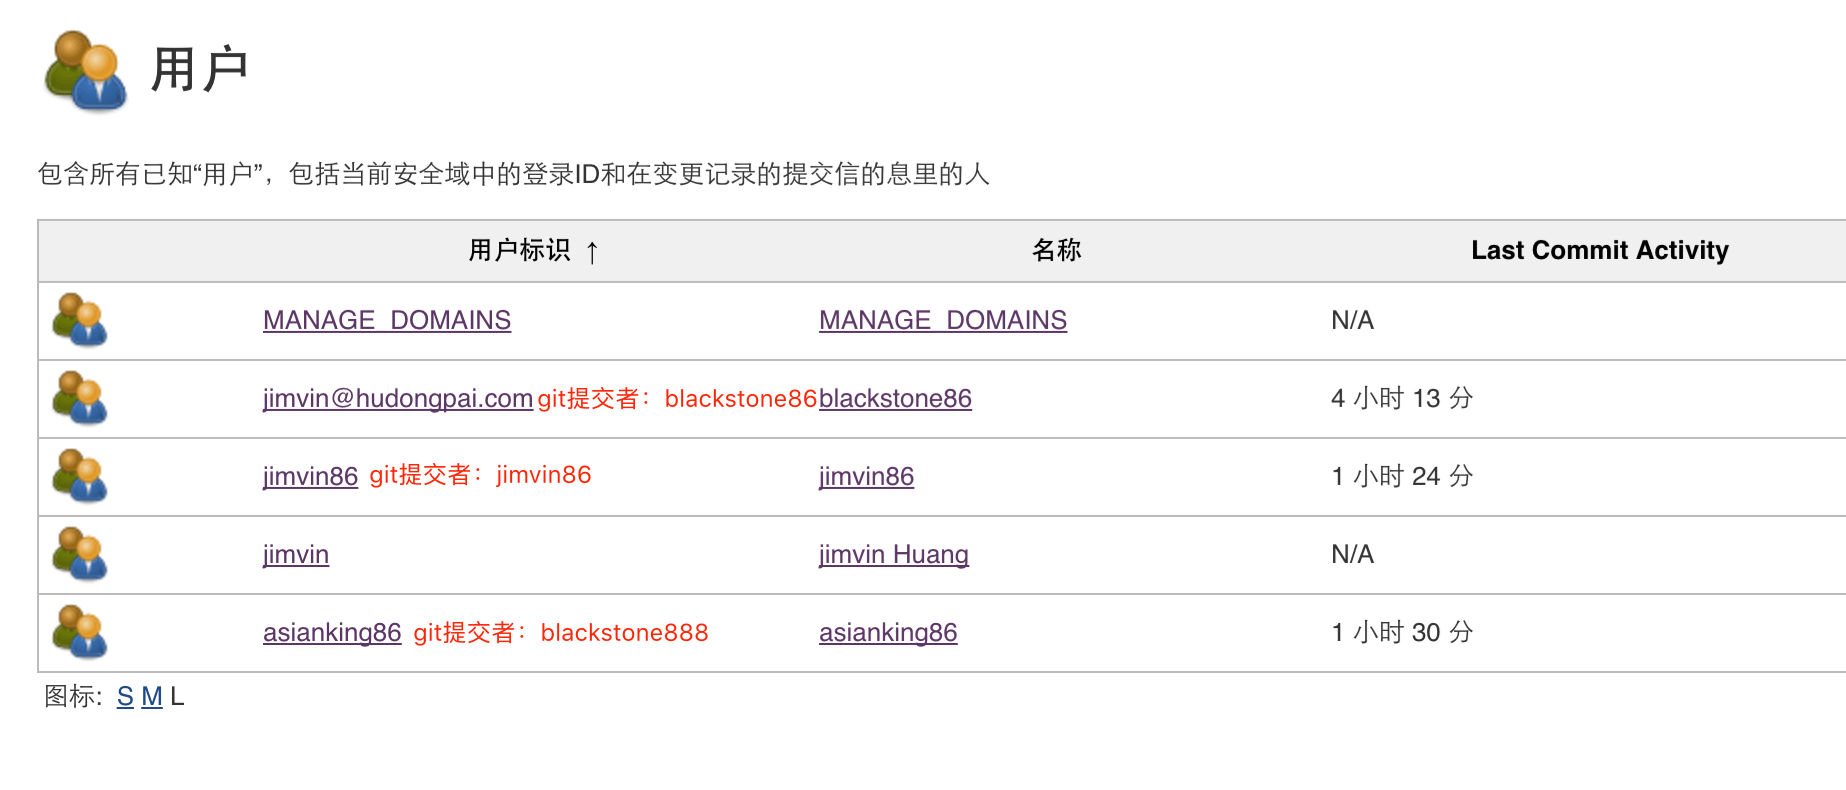 用户
包含所有已知“用户”，包括当前安全域中的登录ID和在变更记录的提交信的息里的人
用户标识 ↑ 名称 Last Commit Activity
MANAGE_DOMAINS MANAGE_DOMAINS N/A
jimvin@hudongpai.com git提交者：blackstone86 blackstone86 4 小时 13 分
jimvin86 git提交者：jimvin86 jimvin86 1 小时 24 分
jimvin jimvin Huang N/A
asianking86 git提交者：blackstone888 asianking86 1 小时 30 分
图标: S M L